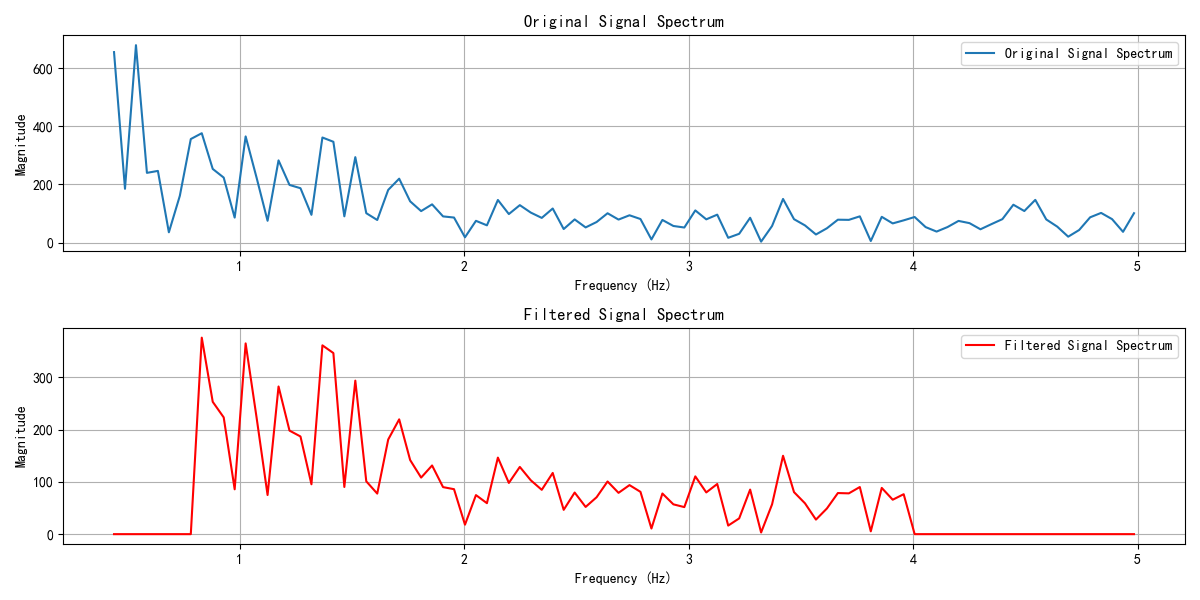 Original Signal Spectrum
Original Signal Spectrum
Magnitude
600
400
200
0
1 2 3 4 5
Frequency (Hz)
Filtered Signal Spectrum
Filtered Signal Spectrum
Magnitude
300
200
100
0
1 2 3 4 5
Frequency (Hz)